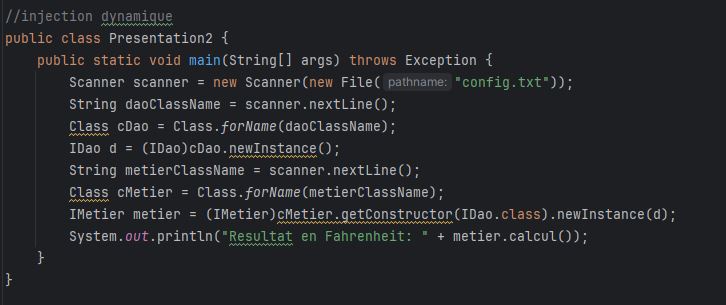 //injection dynamique
public class Presentation2 {
    public static void main(String[] args) throws Exception {
        Scanner scanner = new Scanner(new File( pathname: "config.txt"));
        String daoClassName = scanner.nextLine();
        Class cDao = Class.forName(daoClassName);
        IDao d = (IDao)cDao.newInstance();
        String metierClassName = scanner.nextLine();
        Class cMetier = Class.forName(metierClassName);
        IMetier metier = (IMetier)cMetier.getConstructor(IDao.class).newInstance(d);
        System.out.println("Resultat en Fahrenheit: " + metier.calcul());
    }
}